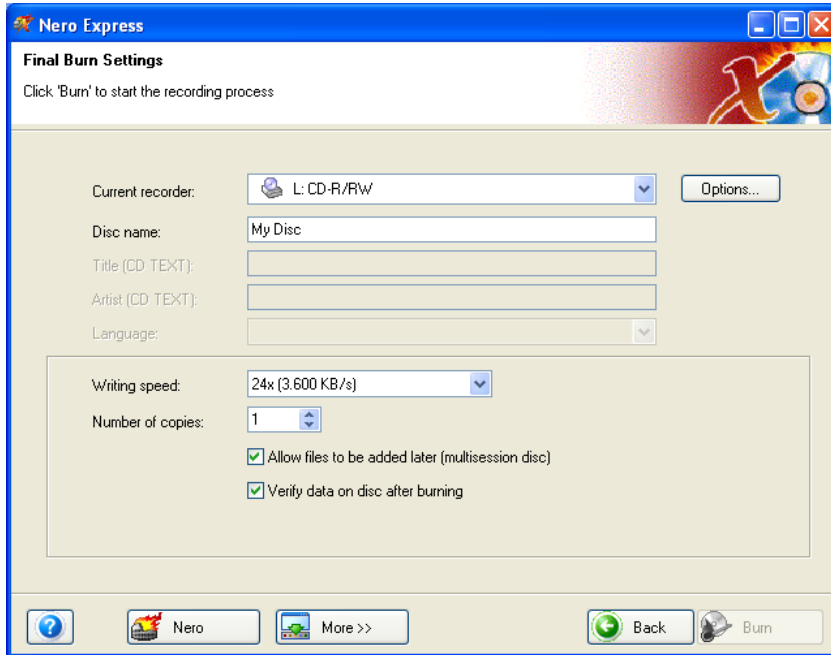 Nero Express
Final Burn Settings
Click 'Burn' to start the recording process
Current recorder: L: CD-R/RW Options...
Disc name: My Disc
Title (CD TEXT):
Artist (CD TEXT):
Language:
Writing speed: 24x (3.600 KB/s)
Number of copies: 1
Allow files to be added later (multisession disc)
Verify data on disc after burning
Nero More >> Back Burn